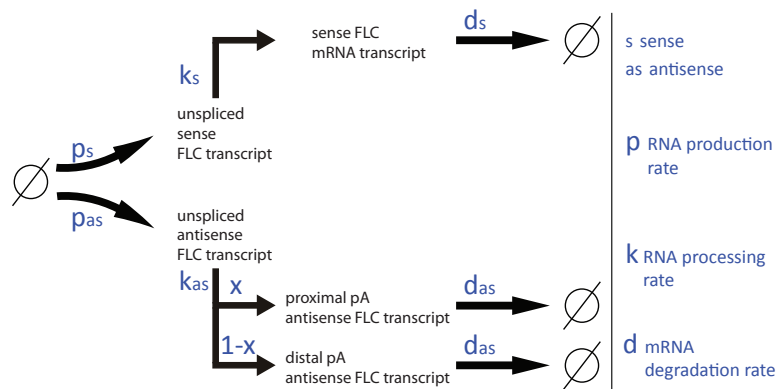 sense FLC
mRNA transcript
ds
ks
unspliced
sense
FLC transcript
ps
pas
unspliced
antisense
FLC transcript
kas
x
proximal pA
antisense FLC transcript
das
1-x
distal pA
antisense FLC transcript
das
s sense
as antisense
p RNA production
rate
k RNA processing
rate
d mRNA
degradation rate